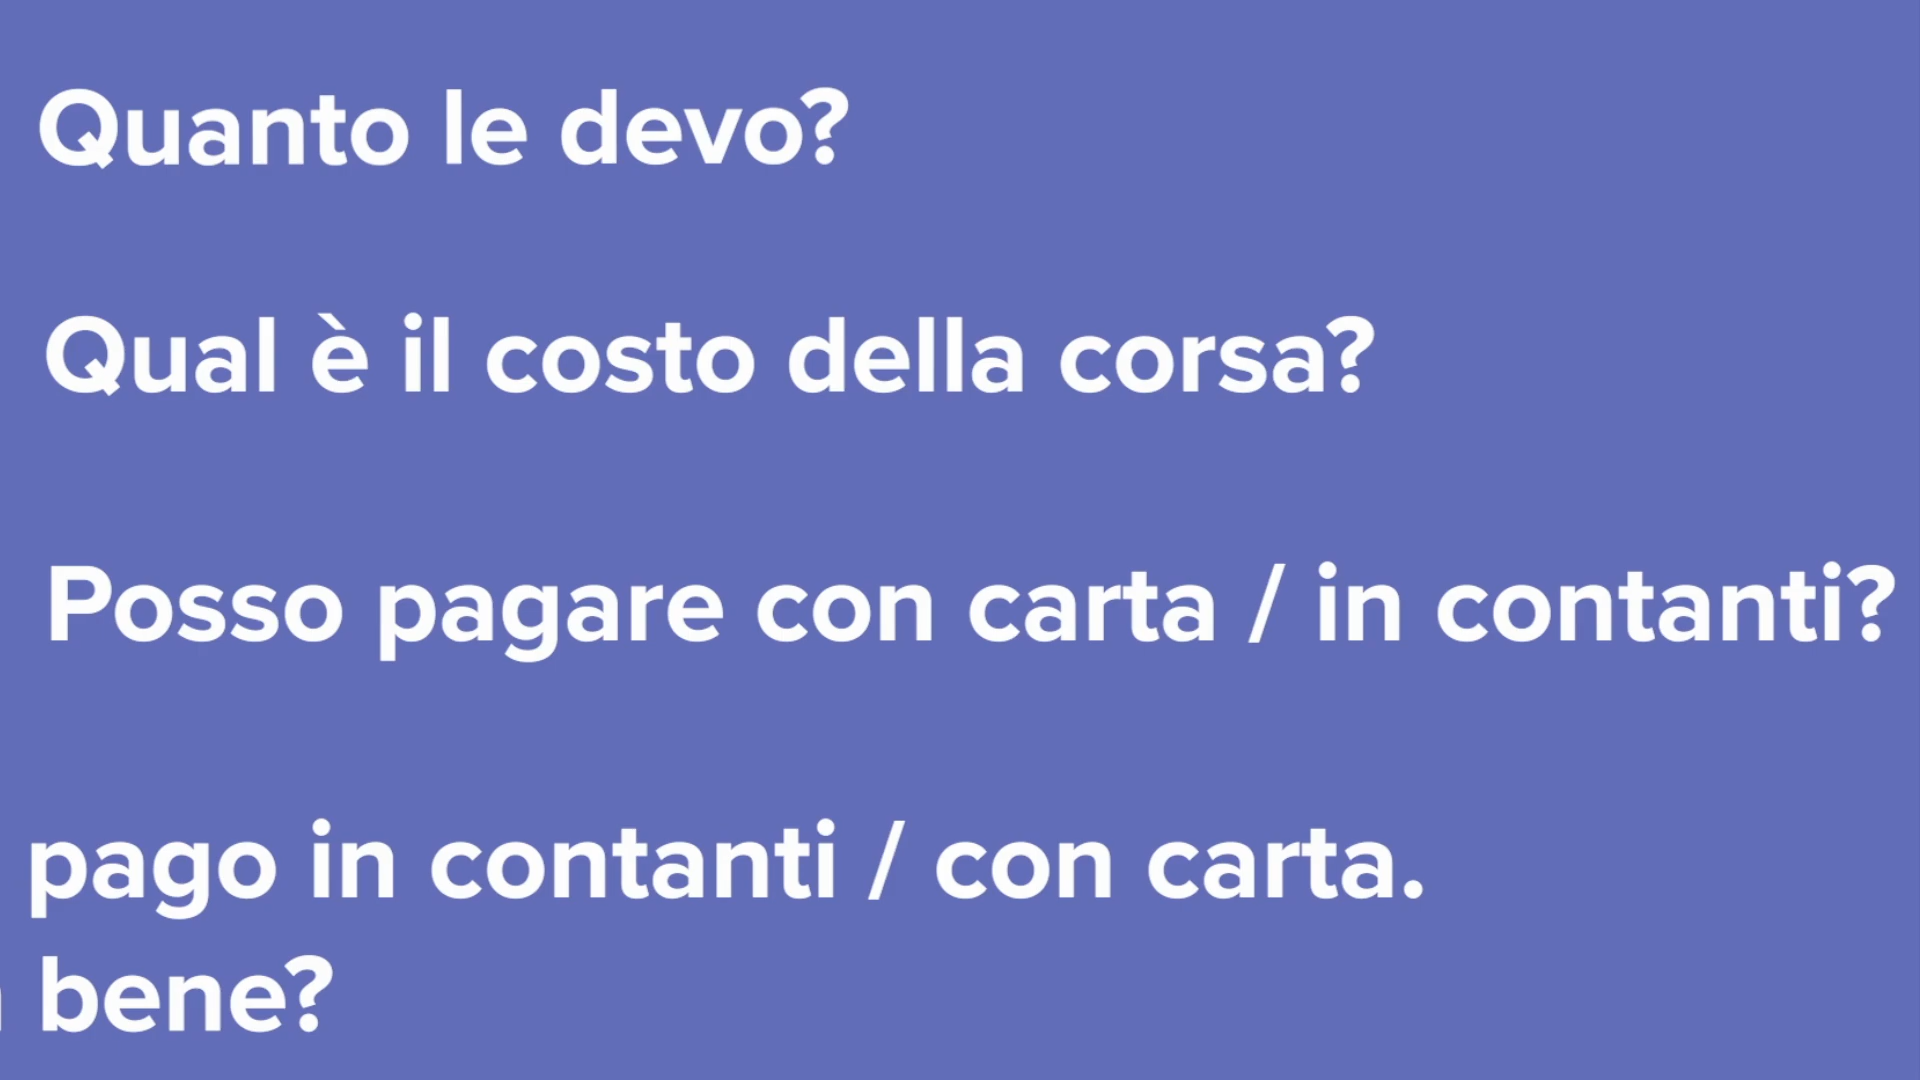 Quanto le devo?
Qual è il costo della corsa?
Posso pagare con carta / in contanti?
pago in contanti / con carta.
bene?